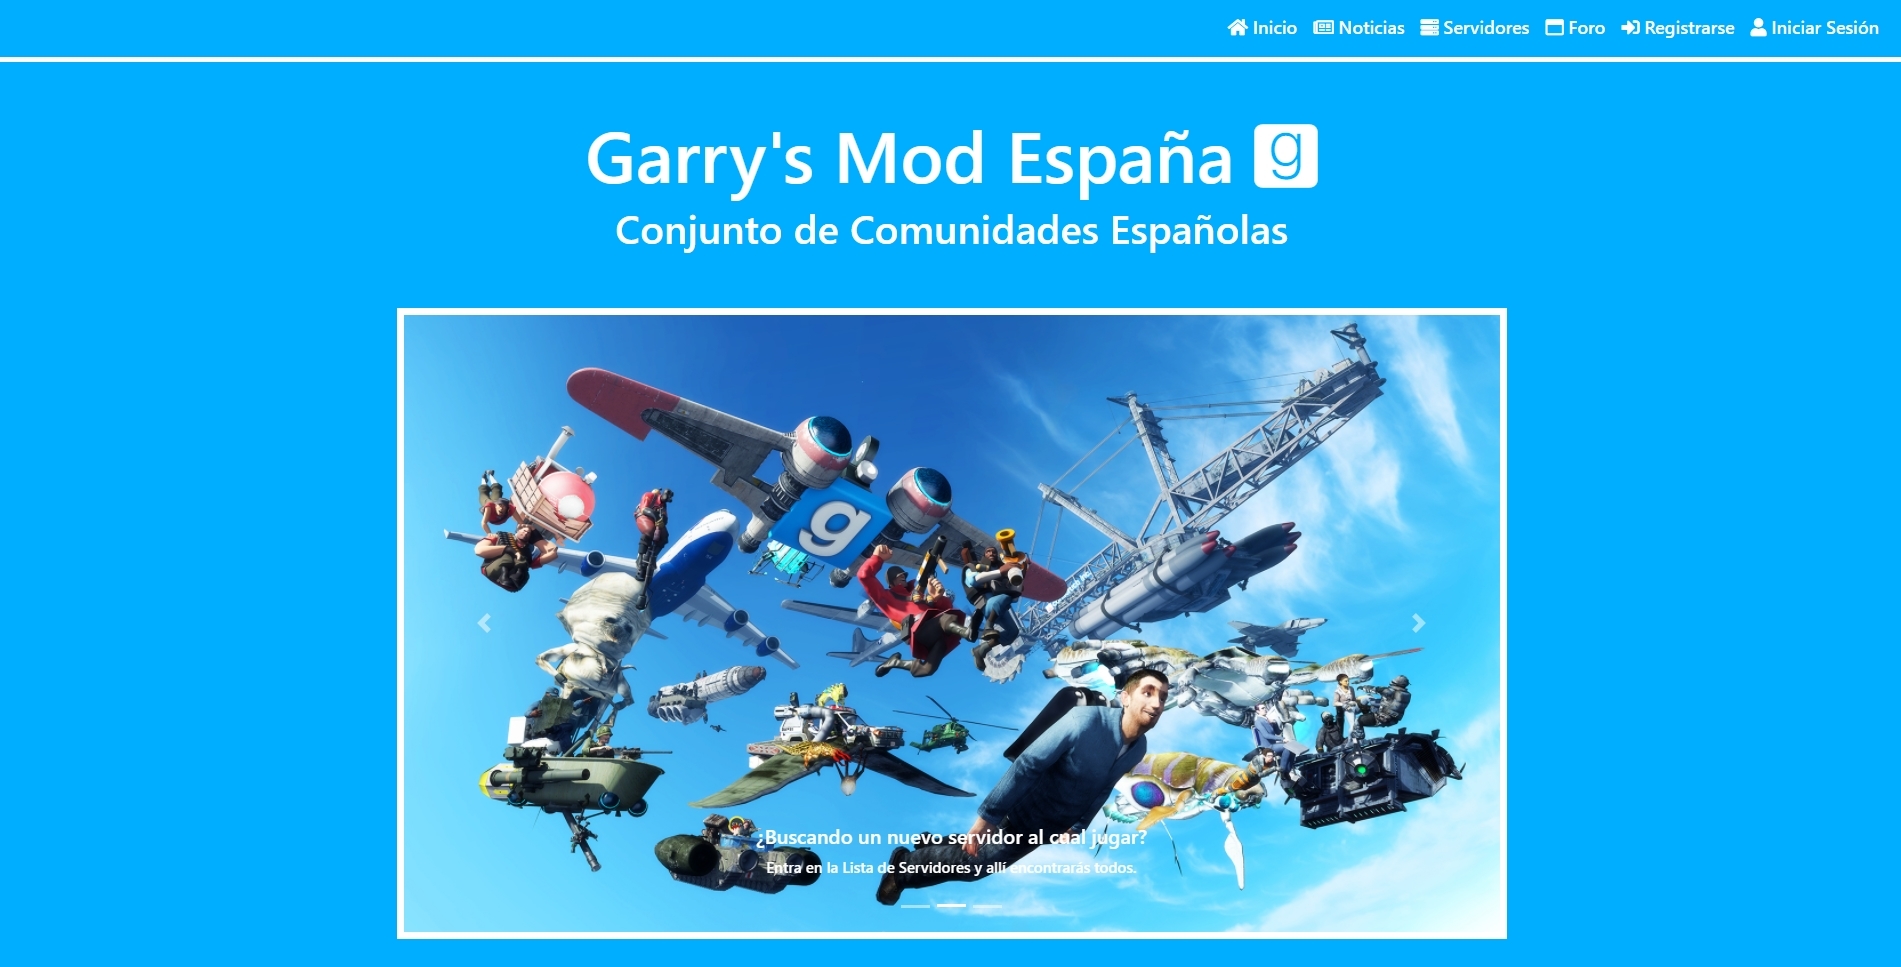 Inicio Noticias Servidores Foro Registrarse Iniciar Sesión
Garry's Mod España g
Conjunto de Comunidades Españolas
g
¿Buscando un nuevo servidor al cual jugar?
Entra en la Lista de Servidores y allí encontrarás todos.